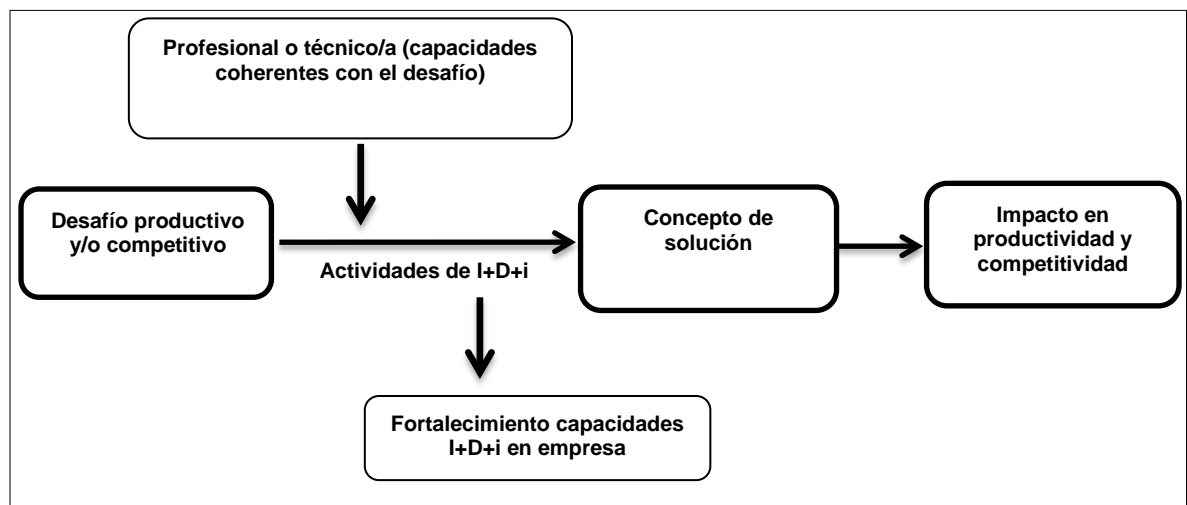 Profesional o técnico/a (capacidades
coherentes con el desafío)
Desafío productivo
y/o competitivo
Actividades de I+D+i
Concepto de
solución
Impacto en
productividad y
competitividad
Fortalecimiento capacidades
I+D+i en empresa